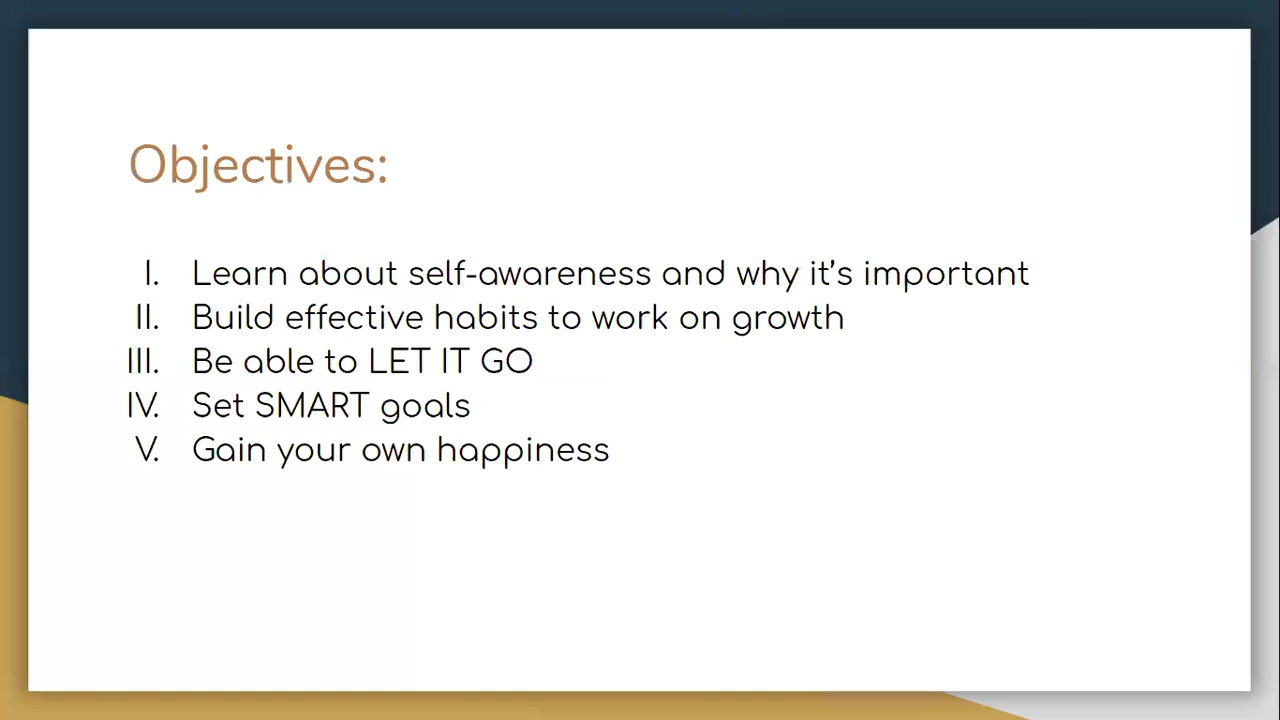 Objectives:
I. Learn about self-awareness and why it's important
II. Build effective habits to work on growth
III. Be able to LET IT GO
IV. Set SMART goals
V. Gain your own happiness